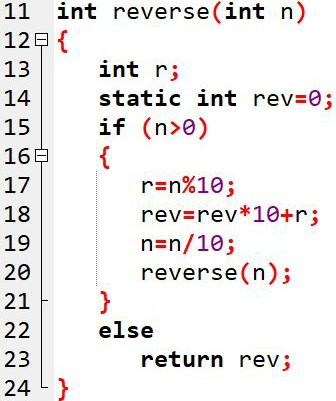 11 int reverse(int n)
12 {
13 int r;
14 static int rev=0;
15 if (n>0)
16 {
17 r=n%10;
18 rev=rev*10+r;
19 n=n/10;
20 reverse(n);
21 }
22 else
23 return rev;
24 }